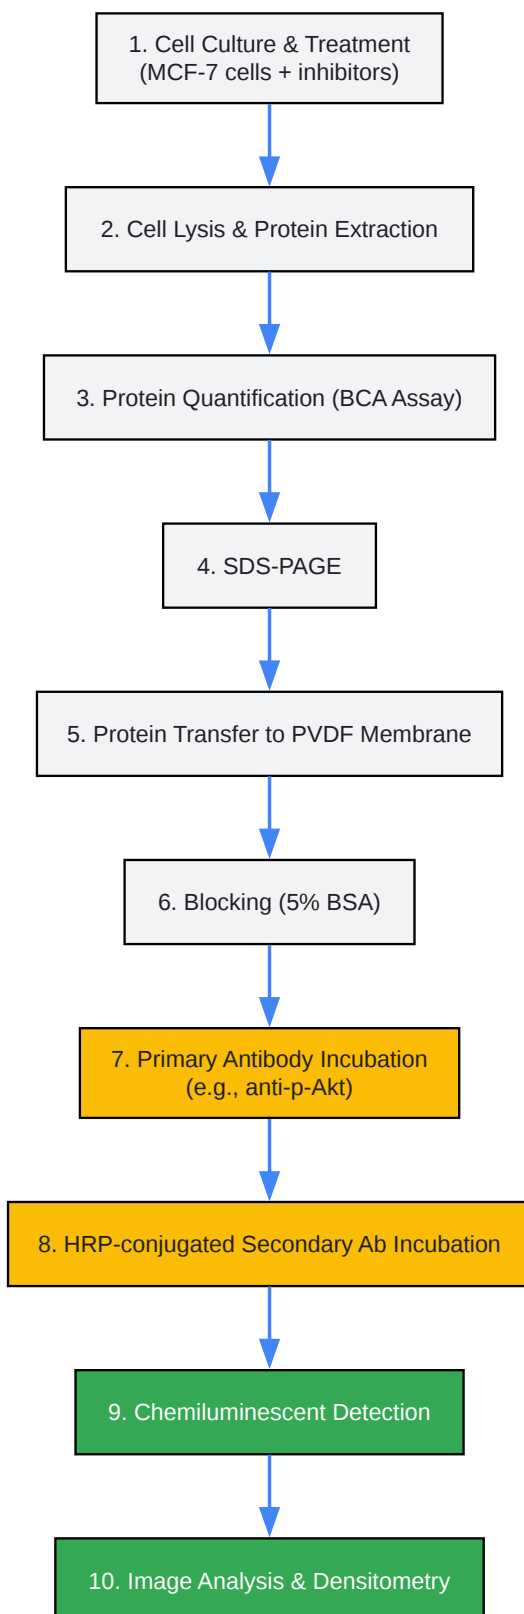 1. Cell Culture & Treatment
(MCF-7 cells + inhibitors)
2. Cell Lysis & Protein Extraction
3. Protein Quantification (BCA Assay)
4. SDS-PAGE
5. Protein Transfer to PVDF Membrane
6. Blocking (5% BSA)
7. Primary Antibody Incubation
(e.g., anti-p-Akt)
8. HRP-conjugated Secondary Ab Incubation
9. Chemiluminescent Detection
10. Image Analysis & Densitometry